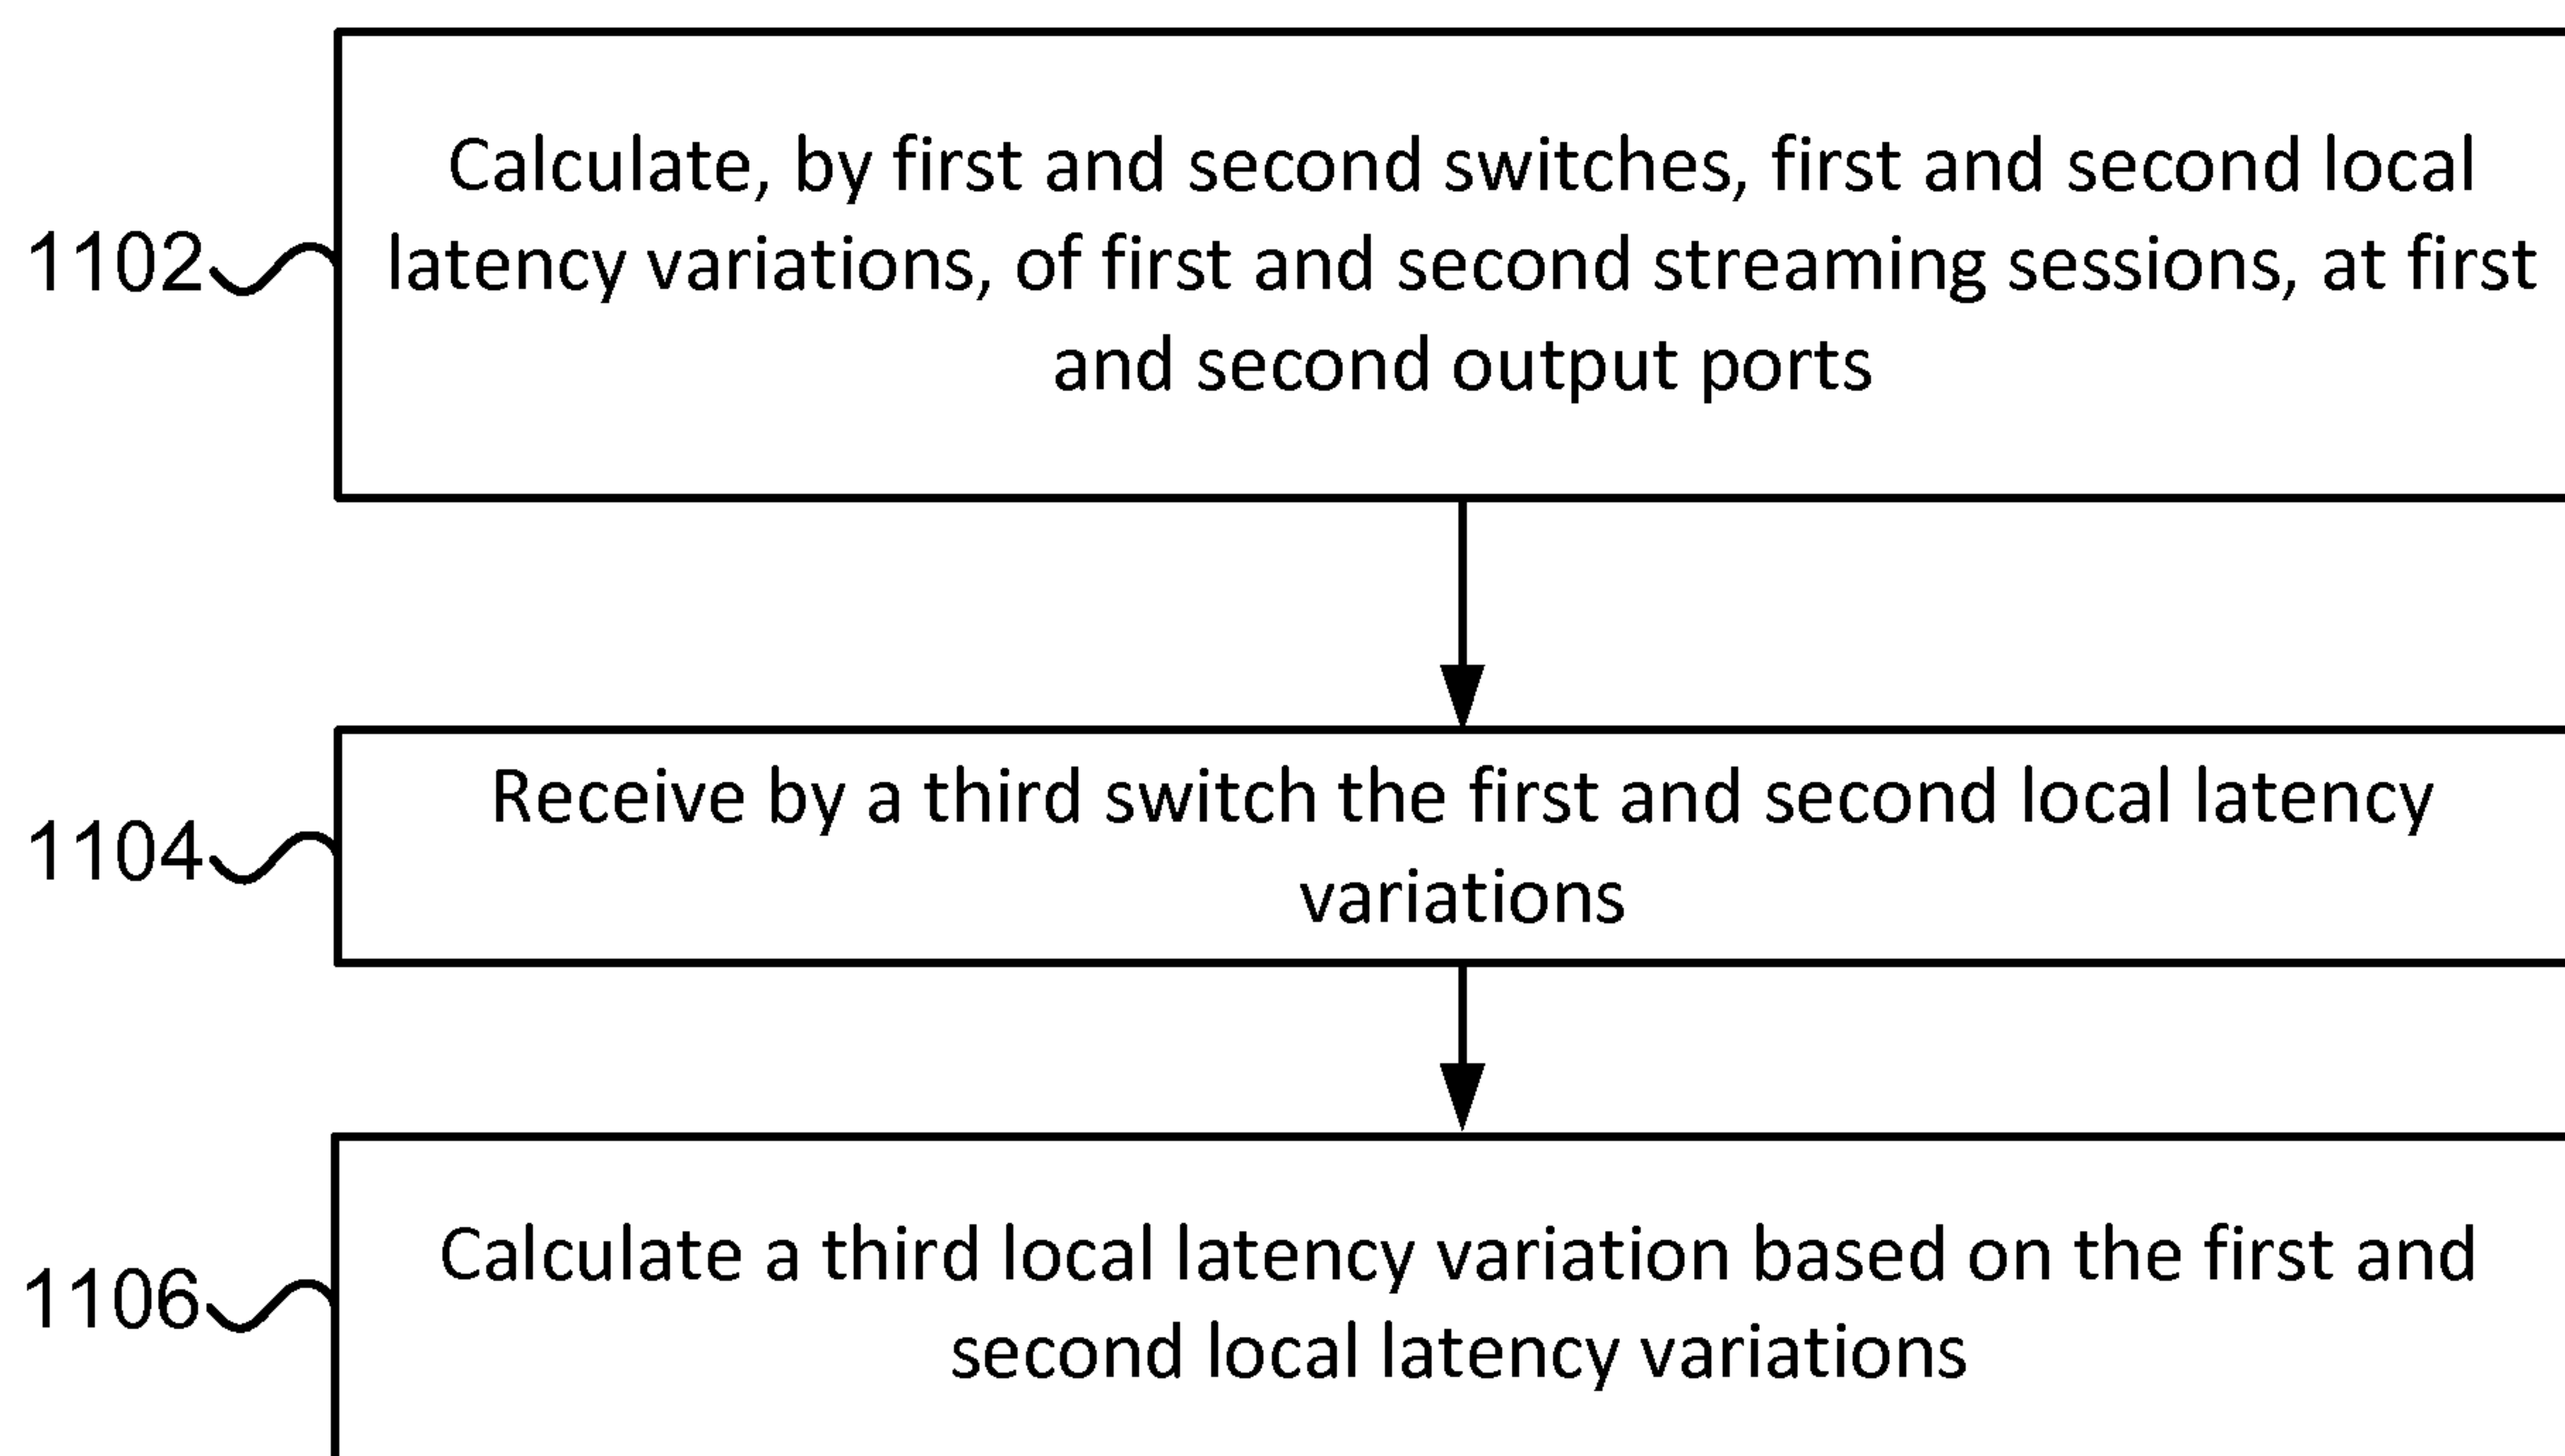 Calculate, by first and second switches, first and second local
1102 latency variations, of first and second streaming sessions, at first
and second output ports
Receive by a third switch the first and second local latency
1104
variations
Calculate a third local latency variation based on the first and
1106
second local latency variations